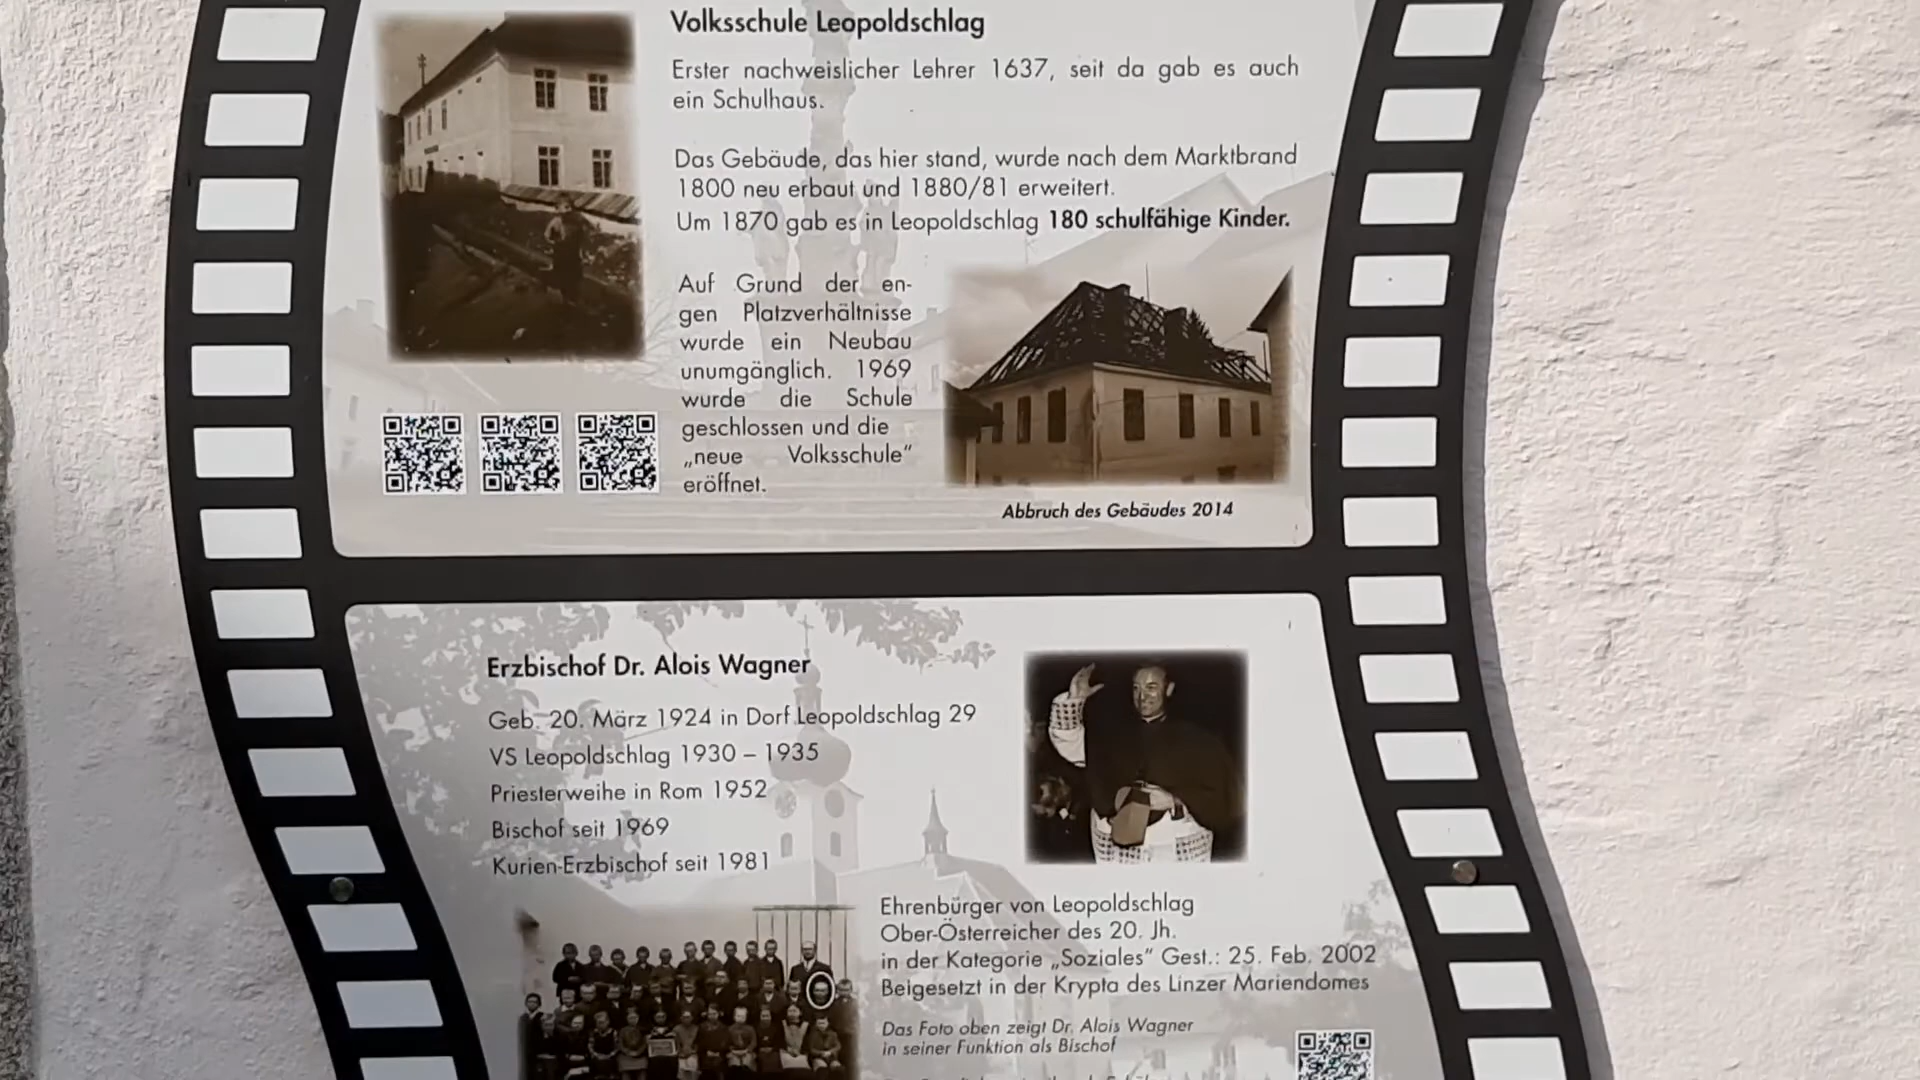 Volksschule Leopoldschlag
Erster nachweislicher Lehrer 1637, seit da gab es auch
ein Schulhaus.
Das Gebäude, das hier stand, wurde nach dem Marktbrand
1800 neu erbaut und 1880/81 erweitert.
Um 1870 gab es in Leopoldschlag 180 schulfähige Kinder.
Auf Grund der en-
gen Platzverhältnisse
wurde ein Neubau
unumgänglich. 1969
wurde die Schule
geschlossen und die
„neue Volksschule“
eröffnet.
Abbruch des Gebäudes 2014
Erzbischof Dr. Alois Wagner
Geb. 20. März 1924 in Dorf Leopoldschlag 29
VS Leopoldschlag 1930 – 1935
Priesterweihe in Rom 1952
Bischof seit 1969
Kurien-Erzbischof seit 1981
Ehrenbürger von Leopoldschlag
Ober-Österreicher des 20. Jh.
in der Kategorie „Soziales“ Gest.: 25. Feb. 2002
Beigesetzt in der Krypta des Linzer Mariendomes
Das Foto oben zeigt Dr. Alois Wagner
in seiner Funktion als Bischof